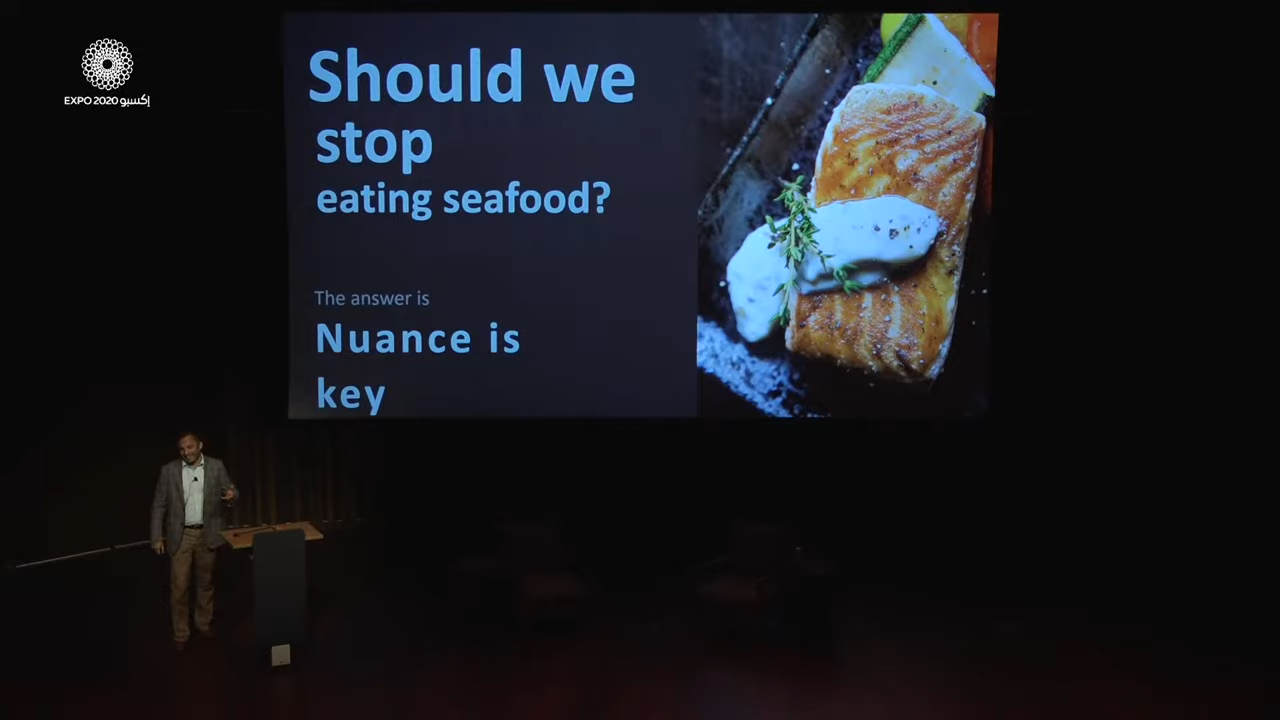 EXPO 2020 إكسبو
Should we
stop
eating seafood?
The answer is
Nuance is
key